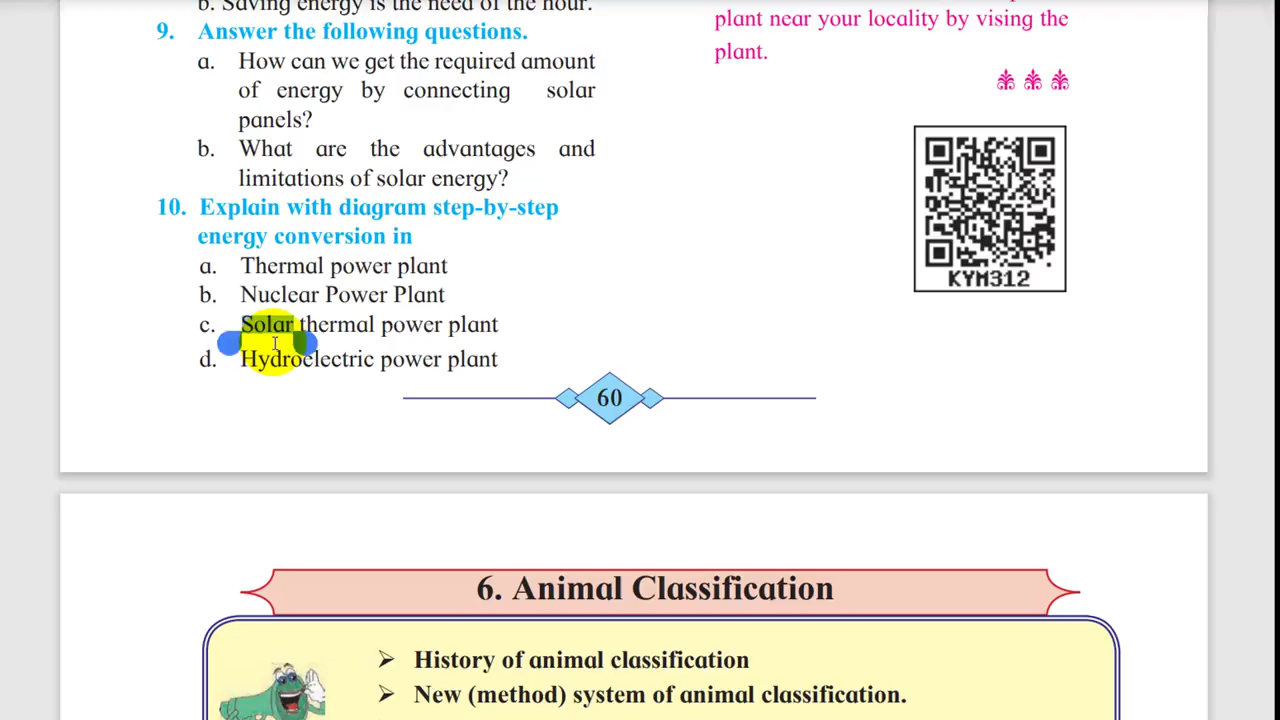 b. Saving energy is the need of the hour.
9. Answer the following questions.
a. How can we get the required amount
of energy by connecting solar
panels?
b. What are the advantages and
limitations of solar energy?
10. Explain with diagram step-by-step
energy conversion in
a. Thermal power plant
b. Nuclear Power Plant
c. Solar thermal power plant
d. Hydroelectric power plant
plant near your locality by vising the
plant.
KYM312
60
6. Animal Classification
➢ History of animal classification
➢ New (method) system of animal classification.